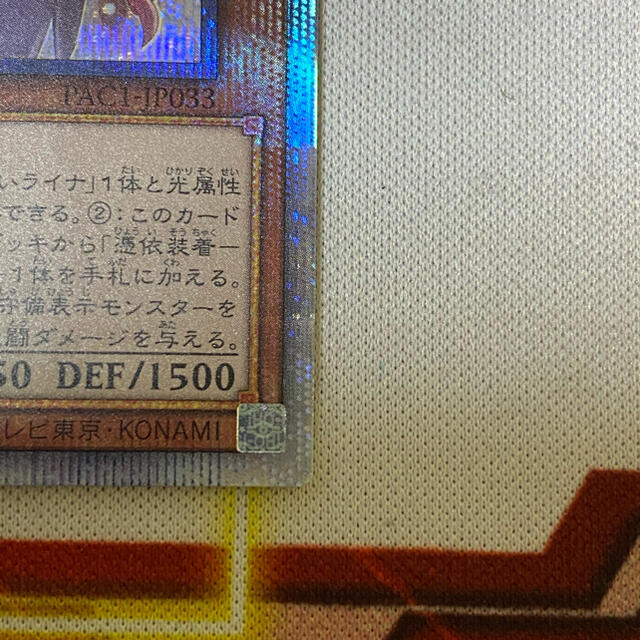 PAC1-JP033
いライナ」1体と光属性
できる。②:このカード
ッキから「憑依装着ー
1体を手札に加える。
守備表示モンスターを
闘ダメージを与える。
50 DEF/1500
レビ東京・KONAMI